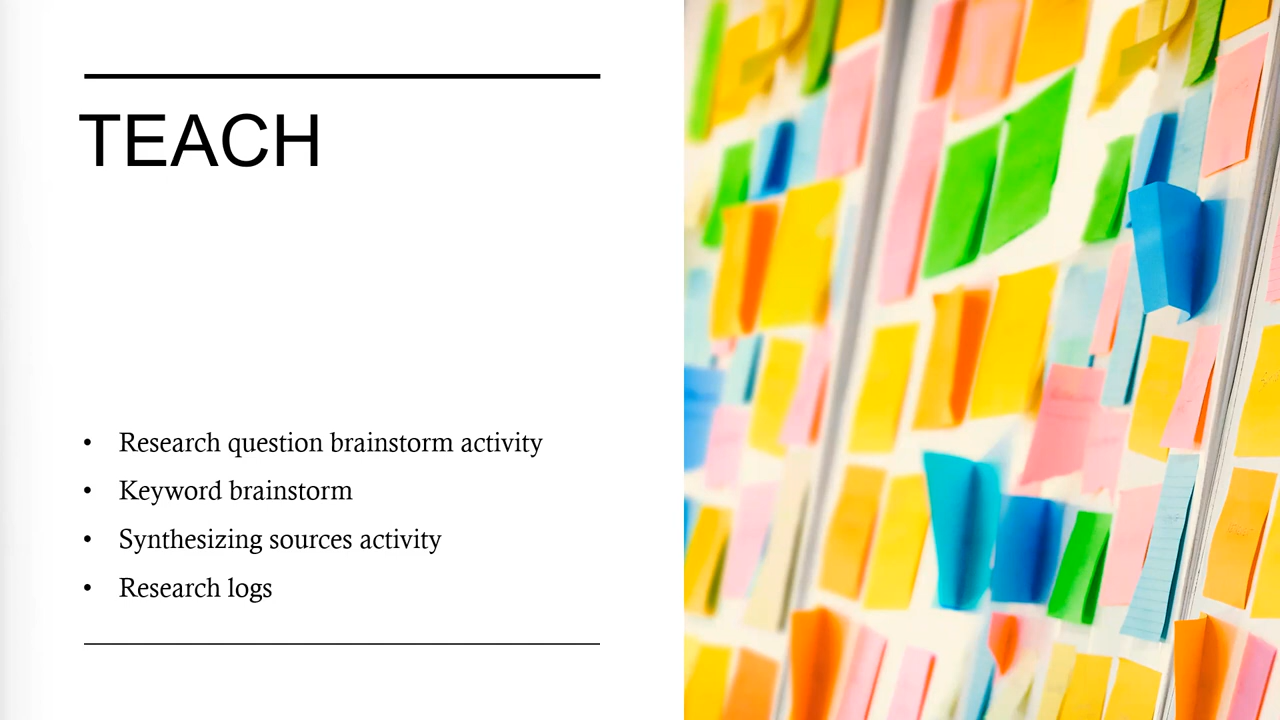 TEACH
• Research question brainstorm activity
• Keyword brainstorm
• Synthesizing sources activity
• Research logs